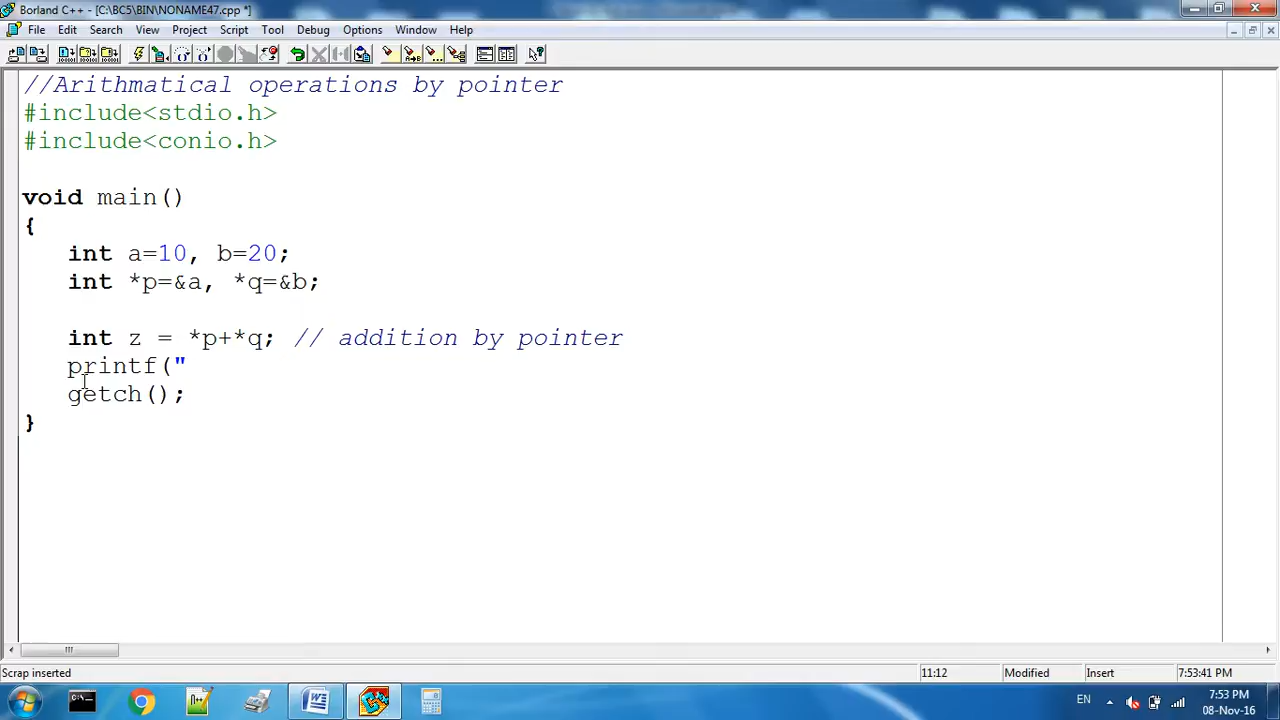 Borland C++ - [C:\BC5\BIN\NONAME47.cpp *]
File Edit Search View Project Script Tool Debug Options Window Help
//Arithmatical operations by pointer
#include<stdio.h>
#include<conio.h>
void main()
{
int a=10, b=20;
int *p=&a, *q=&b;
int z = *p+*q; // addition by pointer
printf("
getch();
}
Scrap inserted 11:12 Modified Insert 7:53:41 PM
EN 7:53 PM
08-Nov-16